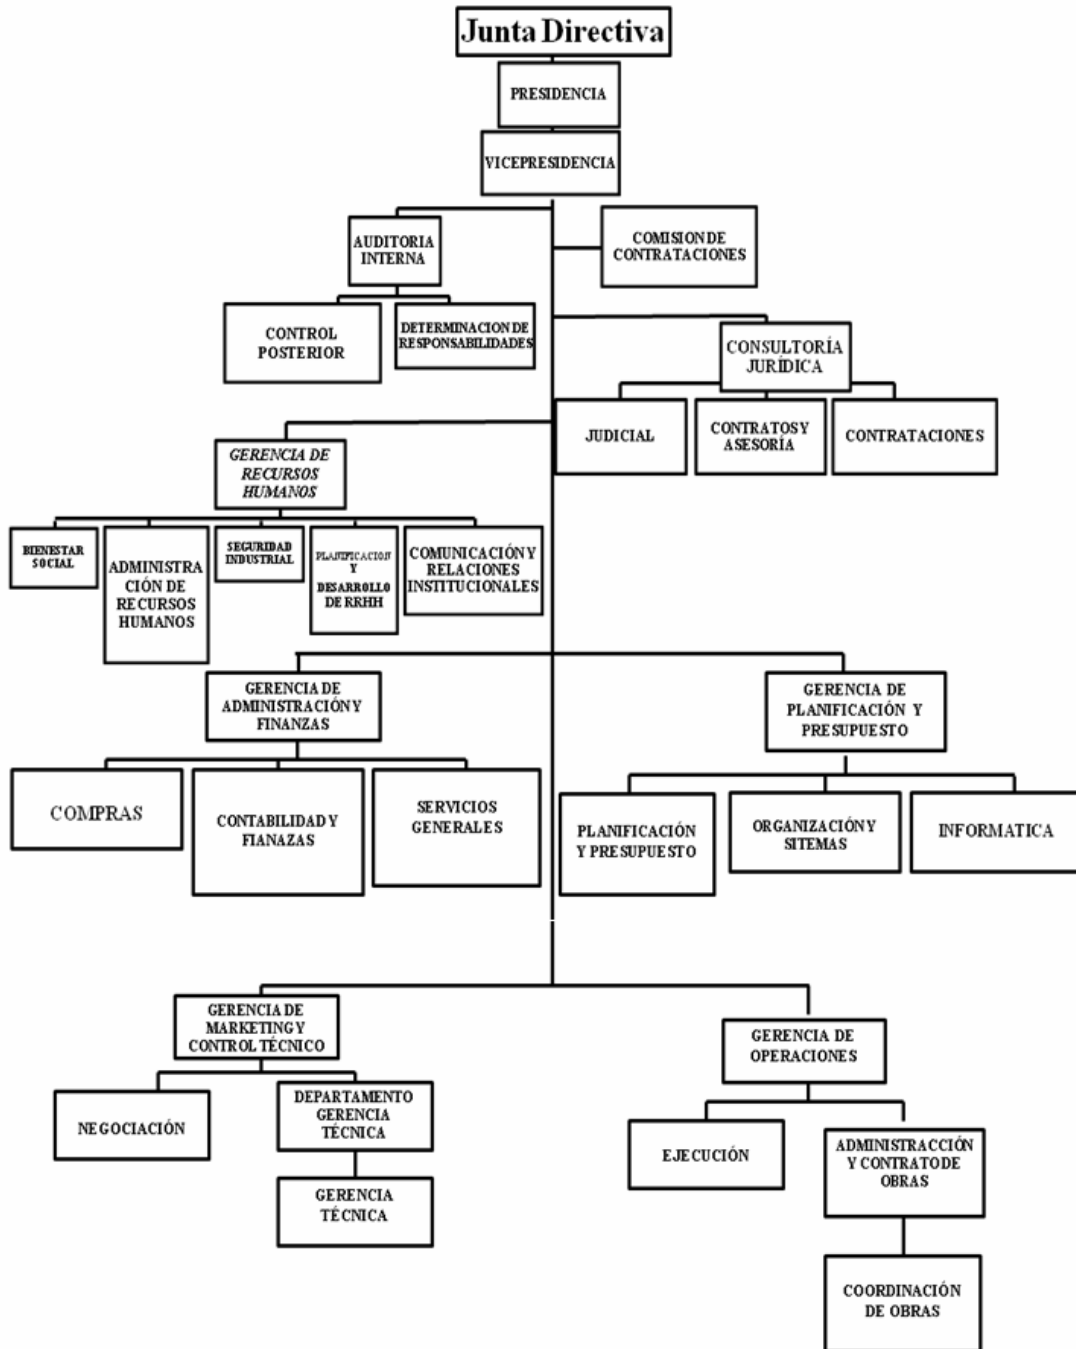 Junta Directiva
PRESIDENCIA
VICEPRESIDENCIA
AUDITORIA
INTERNA
COMISION DE
CONTRATACIONES
CONTROL
POSTERIOR
DETERMINACION DE
RESPONSABILIDADES
CONSULTORÍA
JURÍDICA
JUDICIAL
CONTRATOS Y
ASESORÍA
CONTRATACIONES
GERENCIA DE
RECURSOS
HUMANOS
BIENESTAR
SOCIAL
ADMINISTRA
CIÓN DE
RECURSOS
HUMANOS
SEGURIDAD
INDUSTRIAL
PLANIFICACION
Y
DESARROLLO
DE RRHH
COMUNICACIÓN Y
RELACIONES
INSTITUCIONALES
GERENCIA DE
ADMINISTRACIÓN Y
FINANZAS
GERENCIA DE
PLANIFICACIÓN Y
PRESUPUESTO
COMPRAS
CONTABILIDAD Y
FIANAZAS
SERVICIOS
GENERALES
PLANIFICACIÓN
Y PRESUPUESTO
ORGANIZACIÓN Y
SITEMAS
INFORMATICA
GERENCIA DE
MARKETING Y
CONTROL TÉCNICO
GERENCIA DE
OPERACIONES
NEGOCIACIÓN
DEPARTAMENTO
GERENCIA
TÉCNICA
GERENCIA
TÉCNICA
EJECUCIÓN
ADMINISTRACCIÓN
Y CONTRATO DE
OBRAS
COORDINACIÓN
DE OBRAS